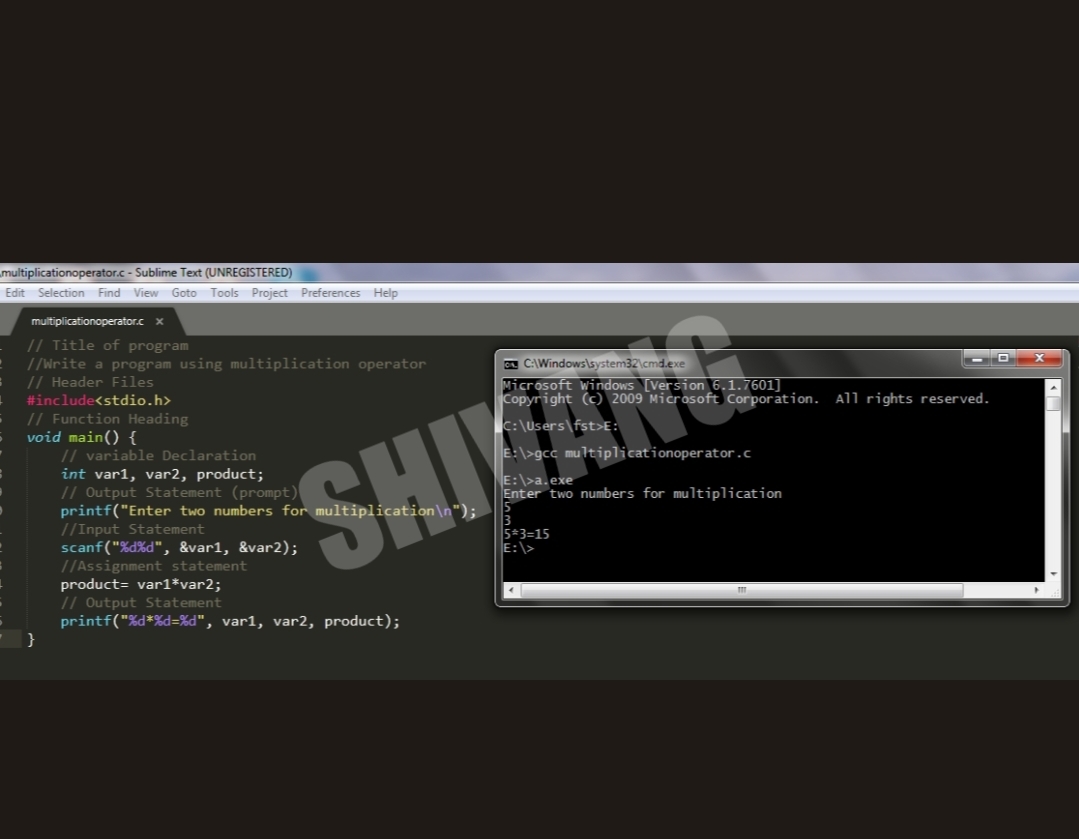 \multiplicationoperator.c - Sublime Text (UNREGISTERED)
Edit Selection Find View Goto Tools Project Preferences Help
multiplicationoperator.c ×
// Title of program
//Write a program using multiplication operator
// Header Files
#include<stdio.h>
// Function Heading
void main() {
// variable Declaration
int var1, var2, product;
// Output Statement (prompt)
printf("Enter two numbers for multiplication\n");
//Input Statement
scanf("%d%d", &var1, &var2);
//Assignment statement
product= var1*var2;
// Output Statement
printf("%d*%d=%d", var1, var2, product);
}
C:\Windows\system32\cmd.exe
Microsoft Windows [Version 6.1.7601]
Copyright (c) 2009 Microsoft Corporation. All rights reserved.
C:\Users\fst>E:
E:\>gcc multiplicationoperator.c
E:\>a.exe
Enter two numbers for multiplication
5
3
5*3=15
E:\>
SHIVANG